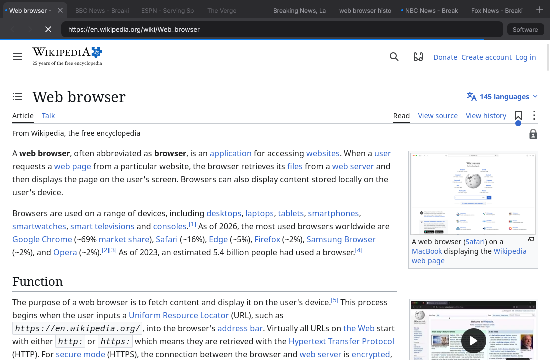 Web browser -
BBC News - Breaki
ESPN - Serving Sp
The Verge
Breaking News, La
web browser histo
NBC News - Break
Fox News - Breaki
https://en.wikipedia.org/wiki/Web_browser
Software
WIKIPEDIA
25 years of the free encyclopedia
Donate Create account Log in
Web browser
145 languages
Article Talk
Read View source View history
From Wikipedia, the free encyclopedia
A web browser, often abbreviated as browser, is an application for accessing websites. When a user
requests a web page from a particular website, the browser retrieves its files from a web server and
then displays the page on the user's screen. Browsers can also display content stored locally on the
user's device.
Browsers are used on a range of devices, including desktops, laptops, tablets, smartphones,
smartwatches, smart televisions and consoles.[1] As of 2026, the most used browsers worldwide are
Google Chrome (~69% market share), Safari (~16%), Edge (~5%), Firefox (~2%), Samsung Browser
(~2%), and Opera (~2%).[2][3] As of 2023, an estimated 5.4 billion people had used a browser.[4]
A web browser (Safari) on a
MacBook displaying the Wikipedia
web page
Function
The purpose of a web browser is to fetch content and display it on the user's device.[5] This process
begins when the user inputs a Uniform Resource Locator (URL), such as
https://en.wikipedia.org/, into the browser's address bar. Virtually all URLs on the Web start
with either http: or https: which means they are retrieved with the Hypertext Transfer Protocol
(HTTP). For secure mode (HTTPS), the connection between the browser and web server is encrypted,